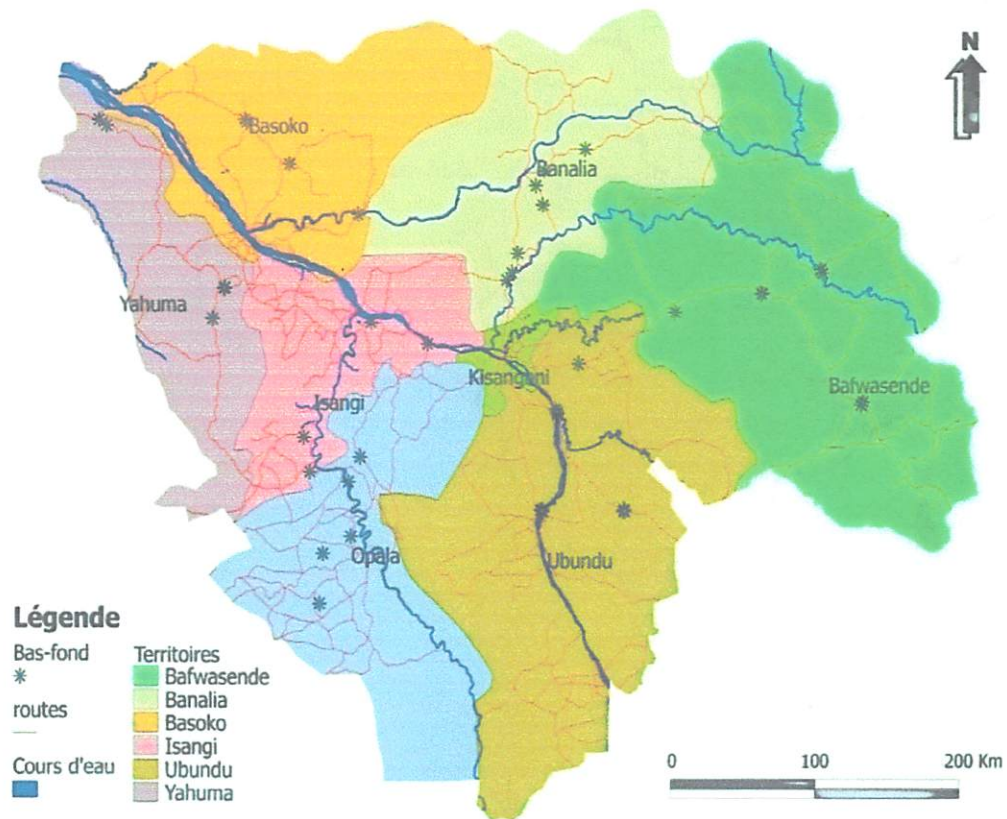 N
Basoko
Banalia
Yahuma
Kisangani
Bafwasende
Isangi
Opala
Ubundu
Légende
Bas-fond
routes
Cours d'eau
Territoires
Bafwasende
Banalia
Basoko
Isangi
Ubundu
Yahuma
0 100 200 Km